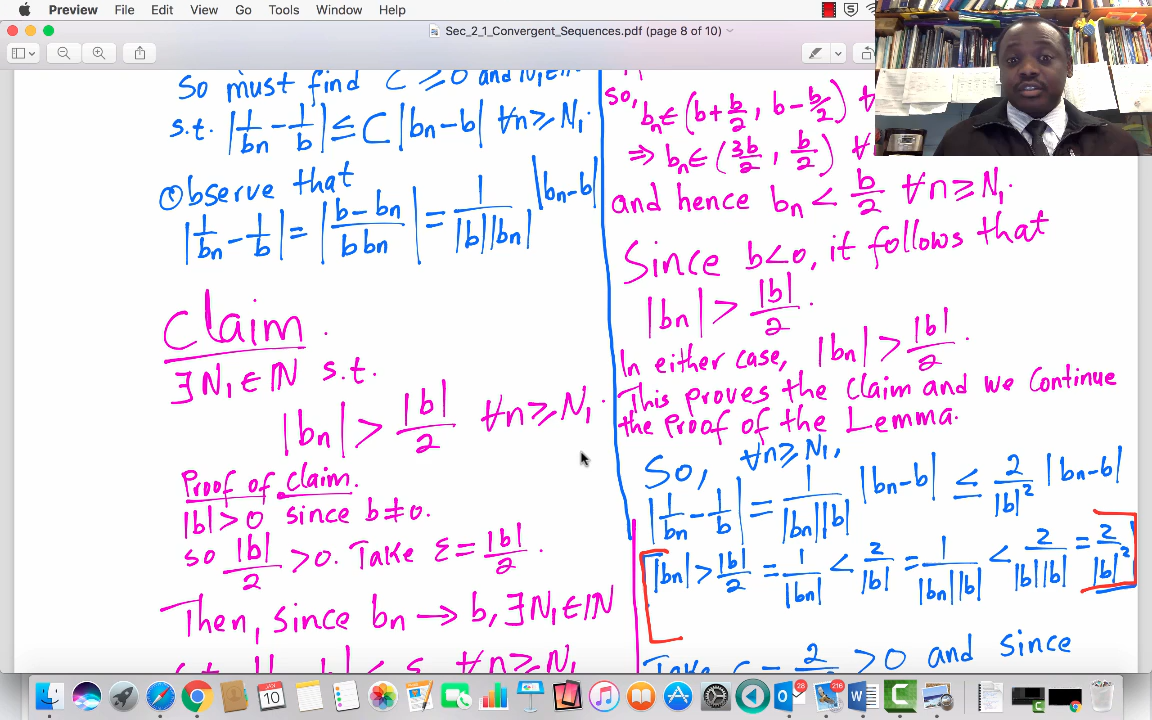 Preview File Edit View Go Tools Window Help
Sec_2_1_Convergent_Sequences.pdf (page 8 of 10)
So must find C ≥ 0 and N₁ ∈ ℕ
s.t. |1/bn − 1/b| ≤ C |bn − b| ∀n ≥ N₁.
Observe that
|1/bn − 1/b| = |(b − bn)/(b bn)| = 1/(|b||bn|) |bn − b|
Claim.
∃ N₁ ∈ ℕ s.t.
|bn| > |b|/2 ∀n ≥ N₁.
Proof of claim.
|b| > 0 since b ≠ 0.
so |b|/2 > 0. Take ε = |b|/2.
Then, since bn → b, ∃ N₁ ∈ ℕ
∀n ≥ N₁
so, bn ∈ (b + b/2, b − b/2)
⇒ bn ∈ (3b/2, b/2)
and hence bn < b/2 ∀n ≥ N₁.
Since b < 0, it follows that
|bn| > |b|/2.
In either case, |bn| > |b|/2.
This proves the claim and we continue
the Proof of the Lemma.
So, ∀n ≥ N₁,
|1/bn − 1/b| = 1/(|bn||b|) |bn − b| ≤ 2/|b|² |bn − b|
|bn| > |b|/2 = 1/|bn| < 2/|b| = 1/(|bn||b|) < 2/(|b||b|) = 2/|b|²
Take C = 2 > 0 and since
10
28
216